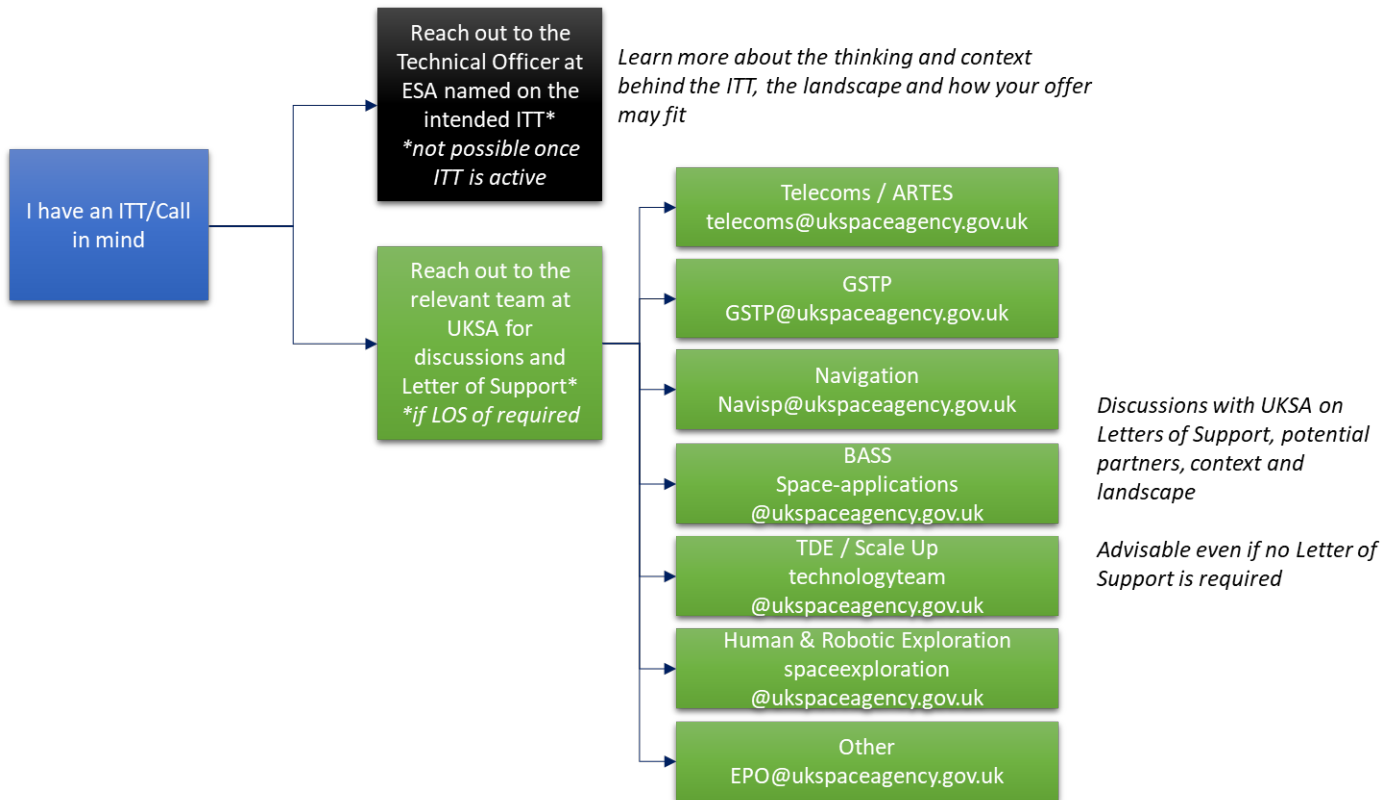 I have an ITT/Call
in mind
Reach out to the
Technical Officer at
ESA named on the
intended ITT*
*not possible once
ITT is active
Learn more about the thinking and context
behind the ITT, the landscape and how your offer
may fit
Reach out to the
relevant team at
UKSA for
discussions and
Letter of Support*
*if LOS of required
Telecoms / ARTES
telecoms@ukspaceagency.gov.uk
GSTP
GSTP@ukspaceagency.gov.uk
Navigation
Navisp@ukspaceagency.gov.uk
BASS
Space-applications
@ukspaceagency.gov.uk
TDE / Scale Up
technologyteam
@ukspaceagency.gov.uk
Human & Robotic Exploration
spaceexploration
@ukspaceagency.gov.uk
Other
EPO@ukspaceagency.gov.uk
Discussions with UKSA on
Letters of Support, potential
partners, context and
landscape
Advisable even if no Letter of
Support is required